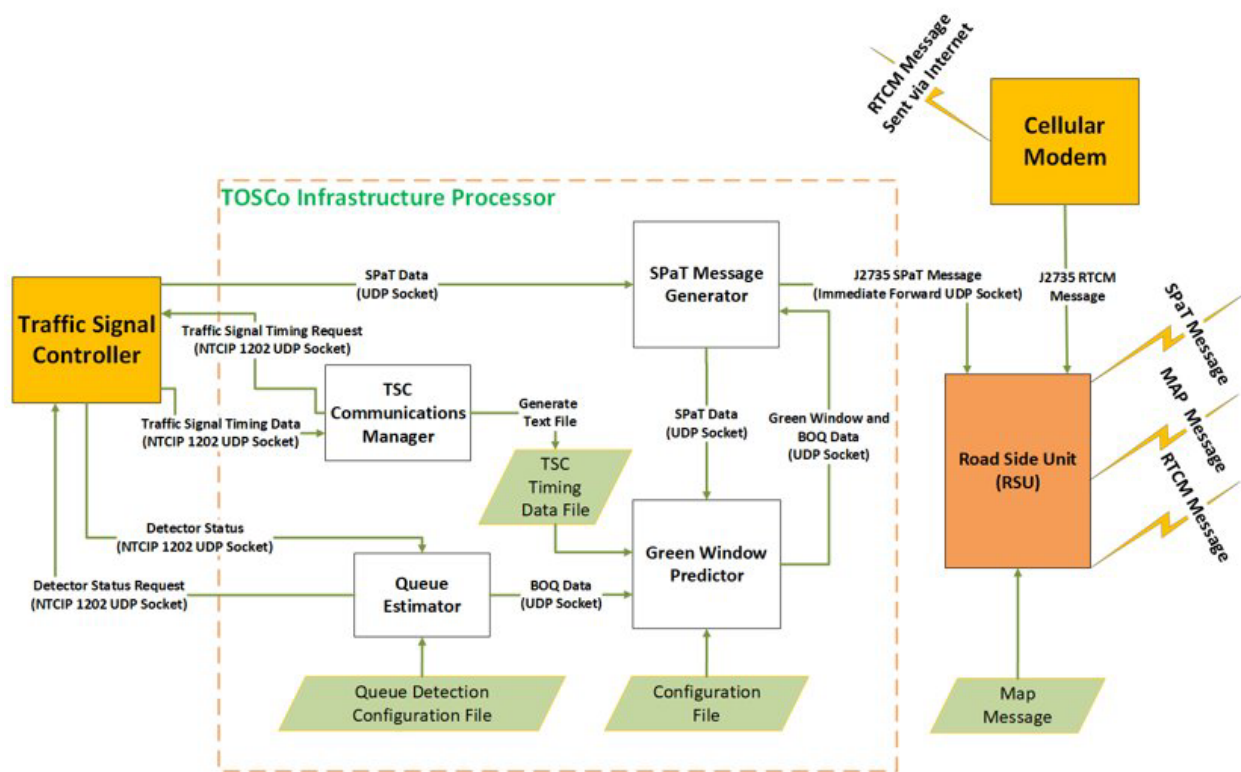 RTCM Message
Sent via Internet
Cellular
Modem
TOSCo Infrastructure Processor
SPaT Data
(UDP Socket)
SPaT Message
Generator
J2735 SPaT Message
(Immediate Forward UDP Socket)
J2735 RTCM
Message
Traffic Signal
Controller
Traffic Signal Timing Request
(NTCIP 1202 UDP Socket)
TSC
Communications
Manager
Traffic Signal Timing Data
(NTCIP 1202 UDP Socket)
Generate
Text File
SPaT Data
(UDP Socket)
Green Window and
BOQ Data
(UDP Socket)
SPaT Message
MAP Message
RTCM Message
Road Side Unit
(RSU)
TSC
Timing
Data File
Detector Status
(NTCIP 1202 UDP Socket)
Green Window
Predictor
Detector Status Request
(NTCIP 1202 UDP Socket)
Queue
Estimator
BOQ Data
(UDP Socket)
Queue Detection
Configuration File
Configuration
File
Map
Message